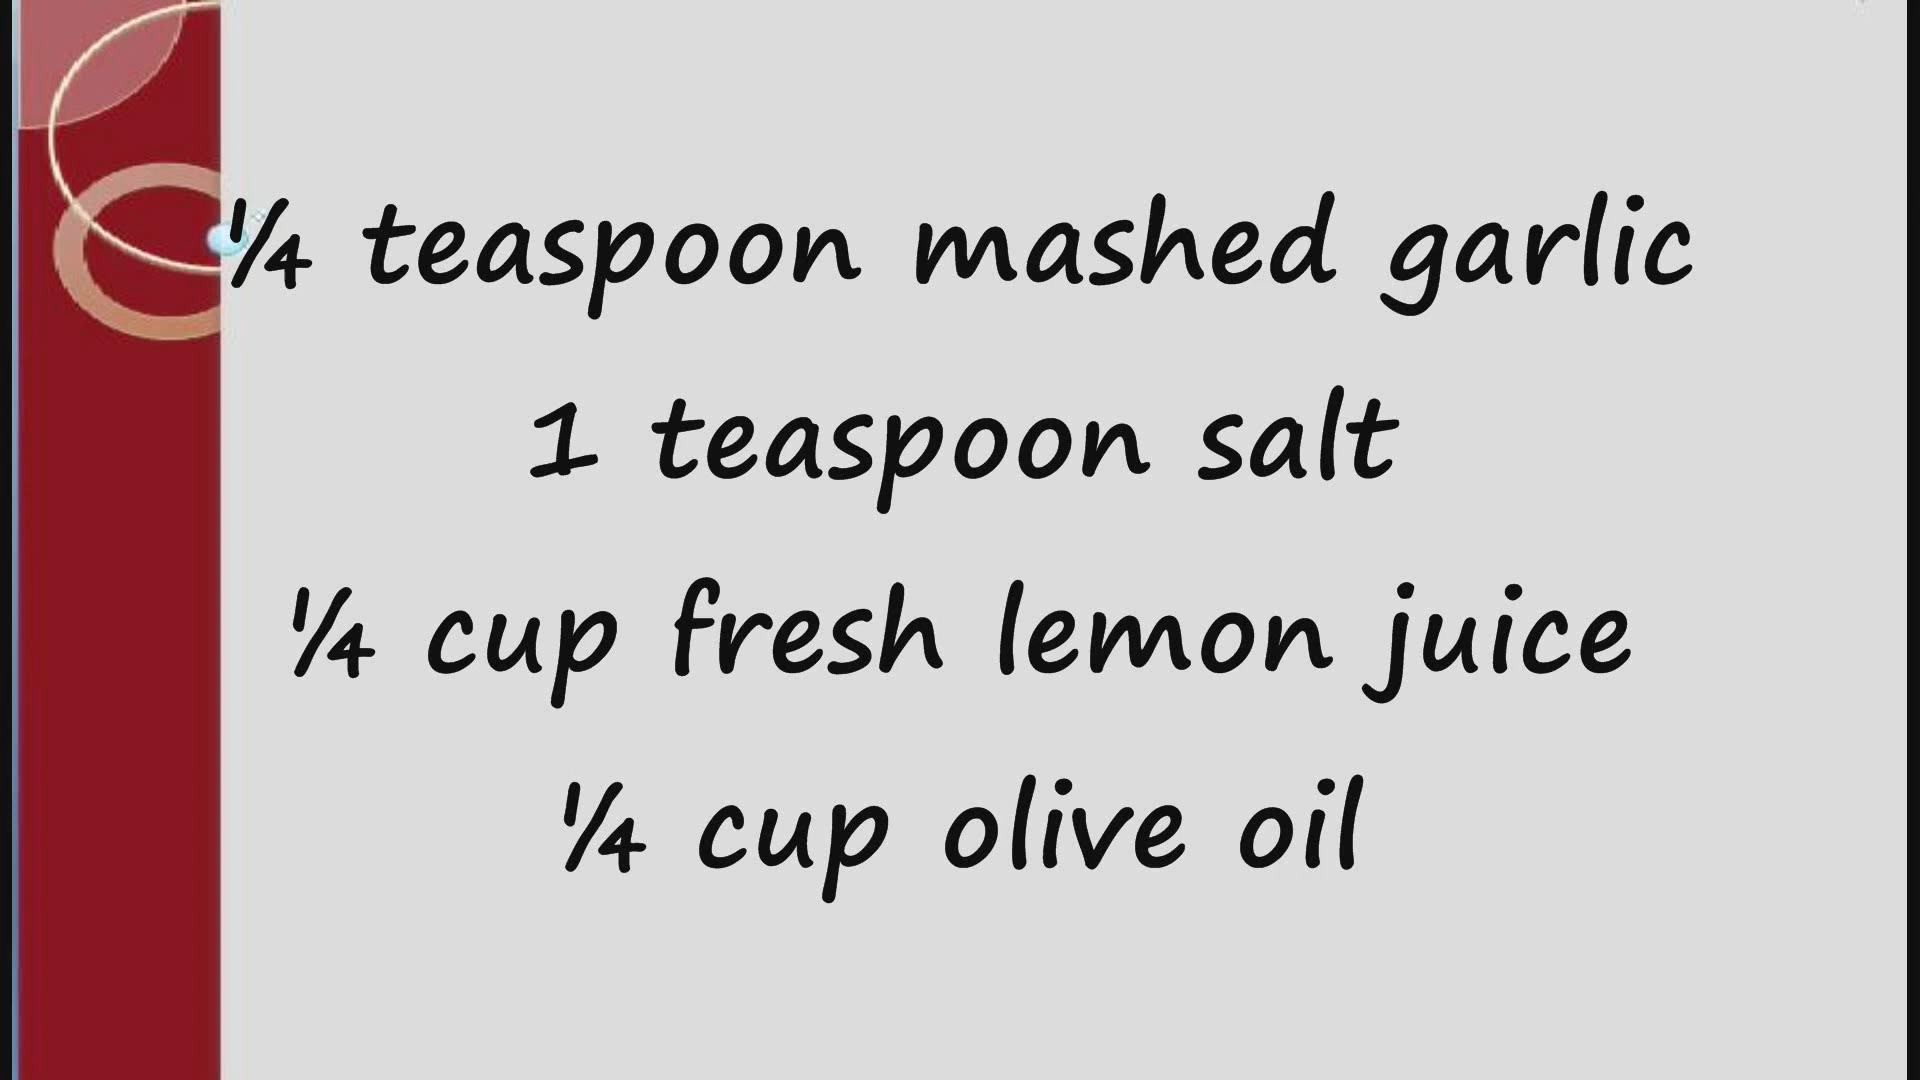 ¼ teaspoon mashed garlic
1 teaspoon salt
¼ cup fresh lemon juice
¼ cup olive oil